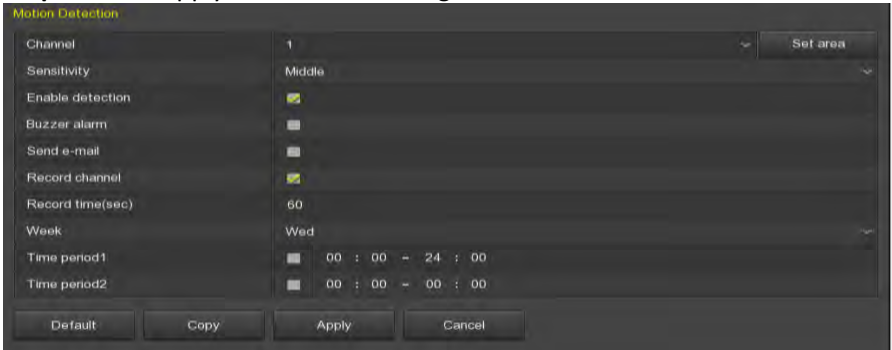 Motion Detection
Channel 1 Set area
Sensitivity Middle
Enable detection
Buzzer alarm
Send e-mail
Record channel
Record time(sec) 60
Week Wed
Time period1 00 : 00 - 24 : 00
Time period2 00 : 00 - 00 : 00
Default Copy Apply Cancel